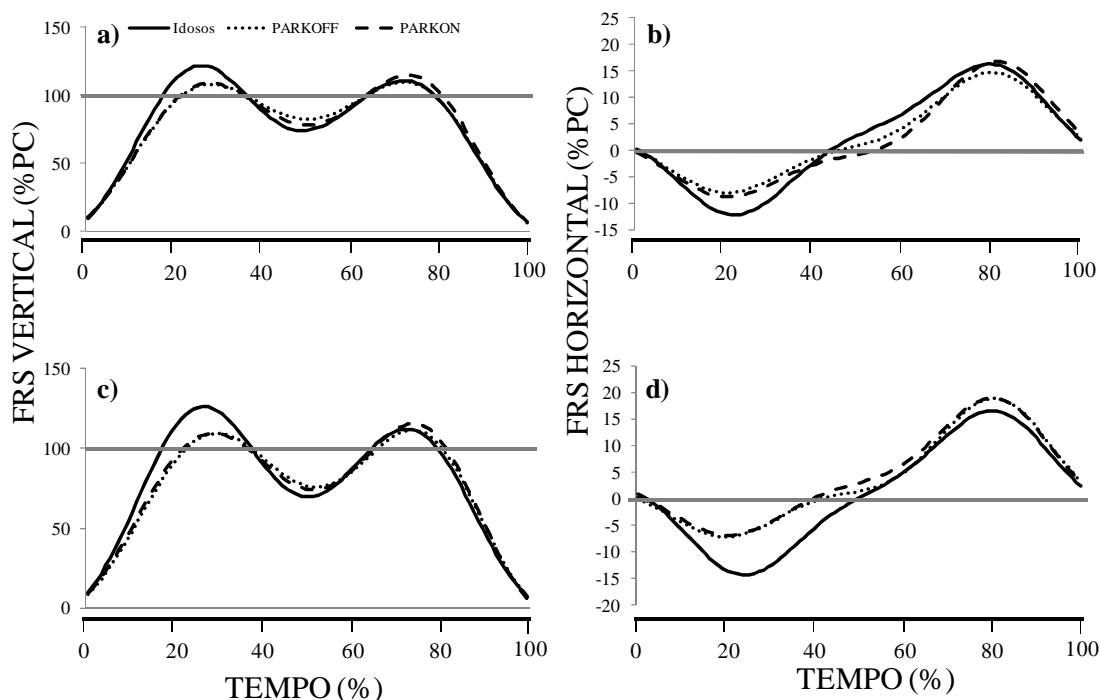 a)
Idosos PARKOFF PARKON
FRS VERTICAL (%PC)
150
100
50
0
0 20 40 60 80 100
b)
FRS HORIZONTAL (%PC)
25
20
15
10
5
0
-5
-10
-15
0 20 40 60 80 100
c)
150
100
50
0
0 20 40 60 80 100
TEMPO (%)
d)
25
20
15
10
5
0
-5
-10
-15
-20
0 20 40 60 80 100
TEMPO (%)